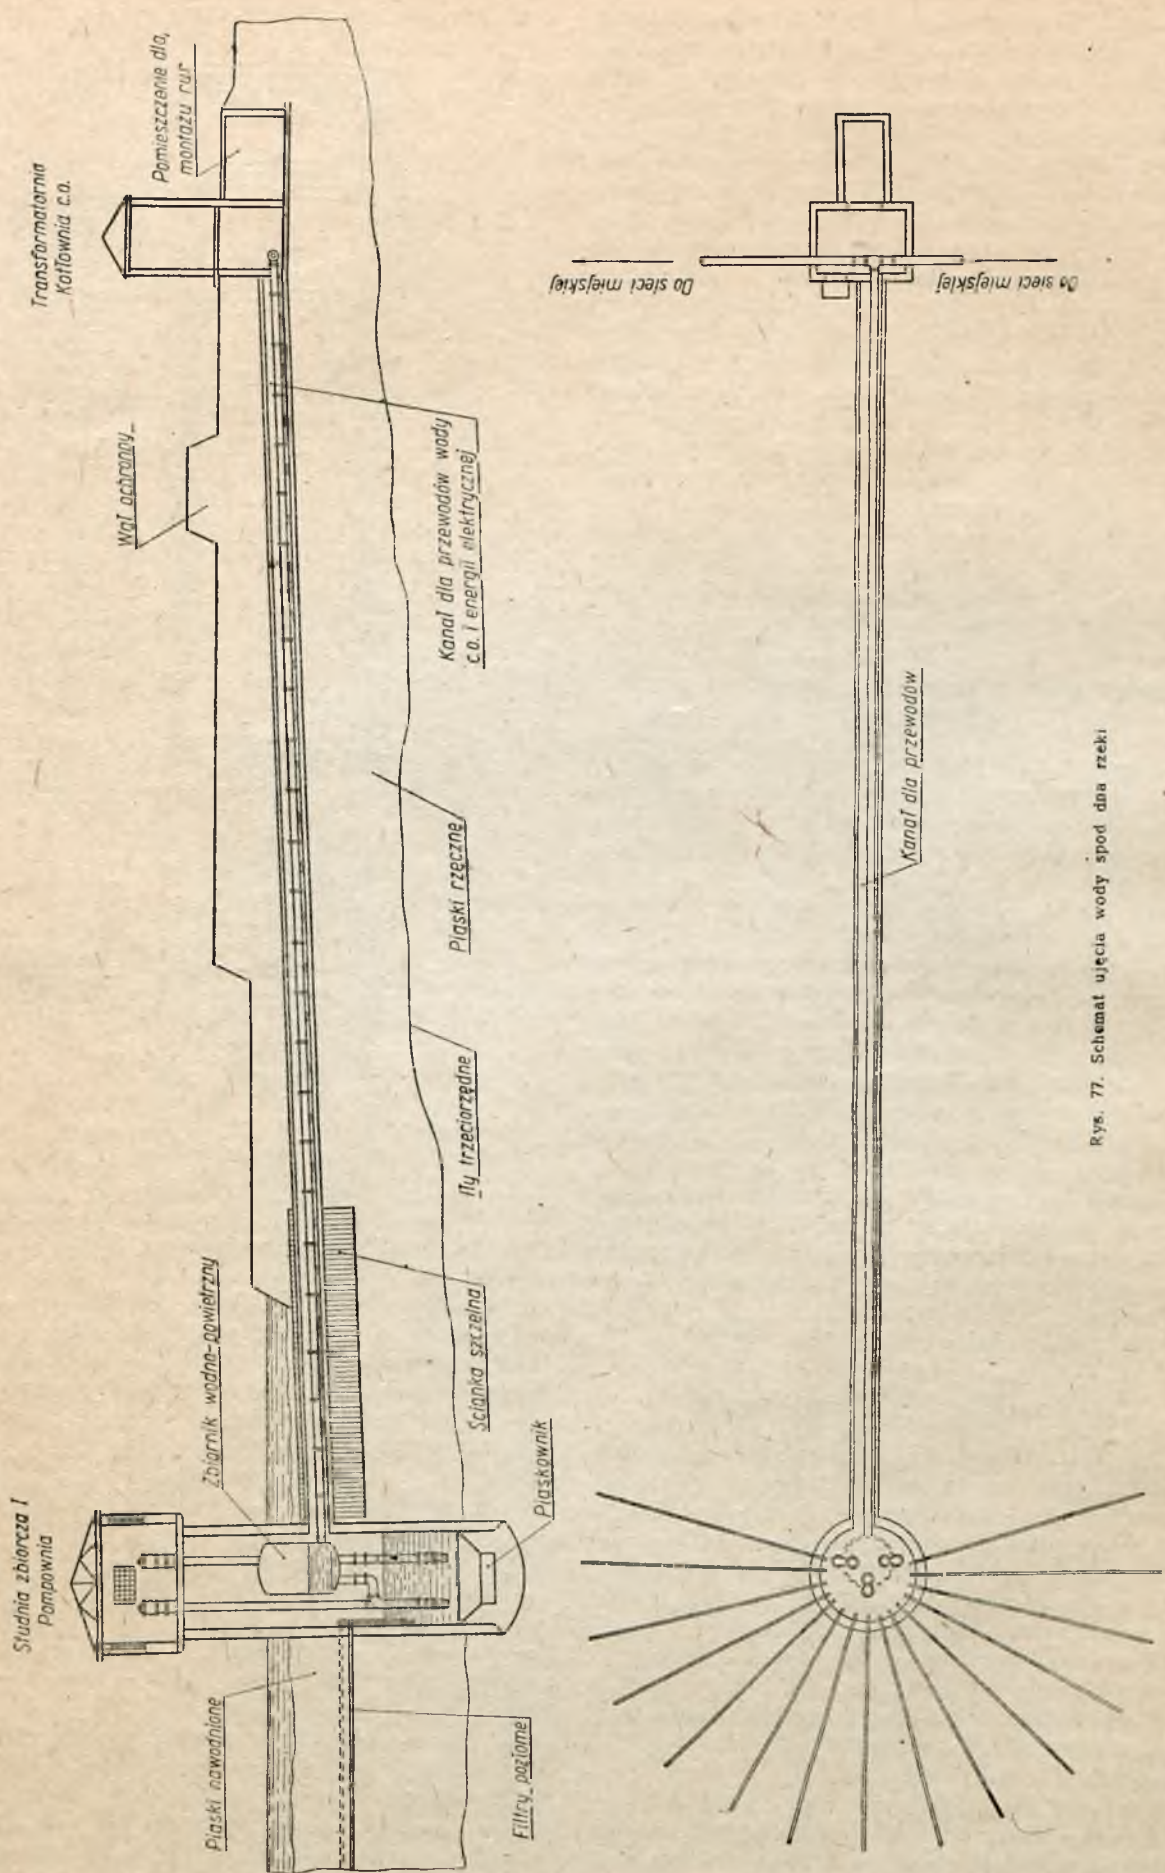 Studnia zbiorcza I
Pompownia
Transformatornia
Kotłownia c.o.
Piaski nawodnione
Zbiornik wodno-powietrzny
Wał ochronny
Pomieszczenie dla
montażu rur
Filtry poziome
Piaskownik
Ścianka szczelna
Iły trzeciorzędne
Piaski rzeczne
Kanał dla przewodów wody
c.o. i energii elektrycznej
Do sieci miejskiej
Do sieci miejskiej
Kanał dla przewodów
Rys. 77. Schemat ujęcia wody spod dna rzeki